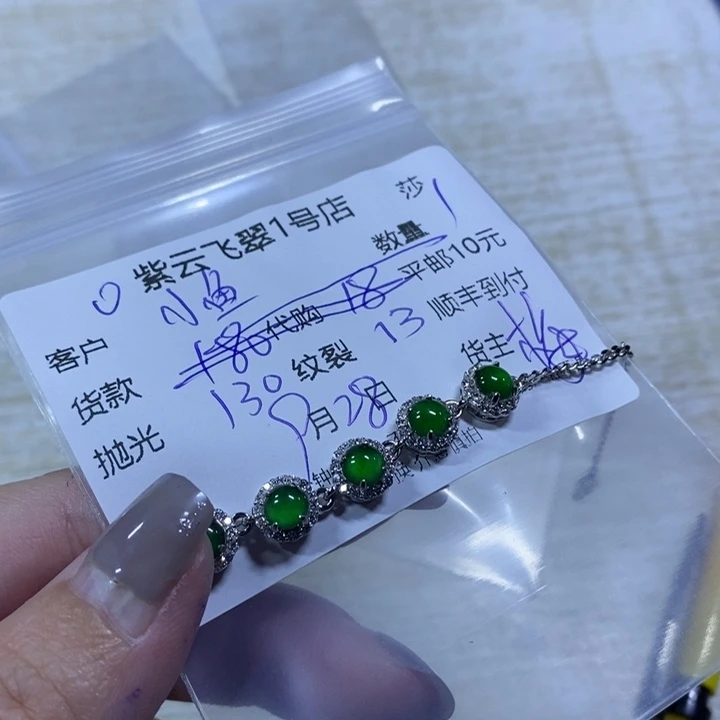 紫云飞翠1号店 莎
客户 小鱼 数量 1
货款 180 代购 18 平邮10元
130 13 顺丰到付
抛光 纹裂 货主
9月28日